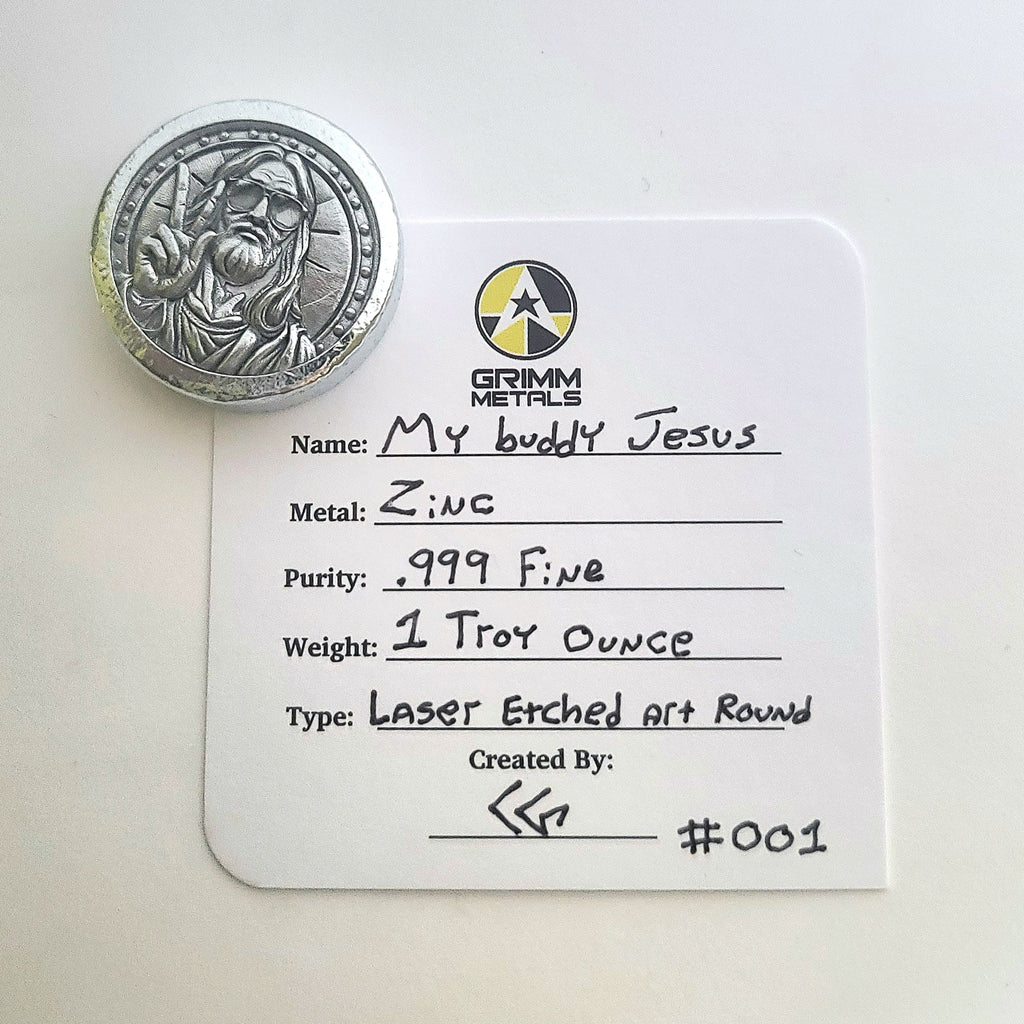 GRIMM
METALS
Name: My buddy Jesus
Metal: Zinc
Purity: .999 Fine
Weight: 1 Troy Ounce
Type: Laser Etched Art Round
Created By:
#001